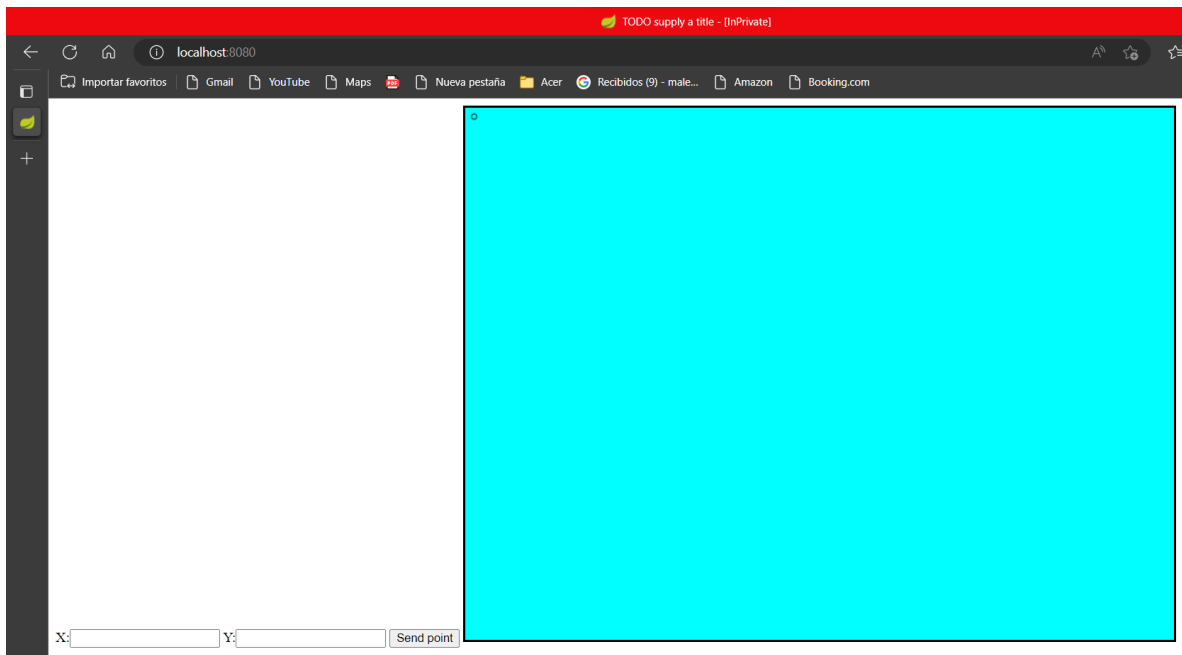 TODO supply a title - [InPrivate]
localhost:8080
Importar favoritos Gmail YouTube Maps Nueva pestaña Acer Recibidos (9) - male... Amazon Booking.com
X: Y: Send point